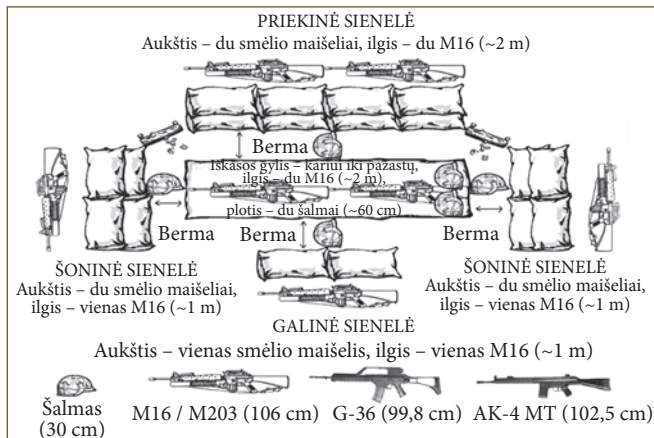 PRIEKINĖ SIENELĖ
Aukštis – du smėlio maišeliai, ilgis – du M16 (~2 m)
Berma
Iškasos gylis – kariui iki pažastų,
ilgis – du M16 (~2 m),
plotis – du šalmai (~60 cm)
Berma
Berma
Berma
ŠONINĖ SIENELĖ
Aukštis – du smėlio maišeliai,
ilgis – vienas M16 (~1 m)
ŠONINĖ SIENELĖ
Aukštis – du smėlio maišeliai,
ilgis – vienas M16 (~1 m)
GALINĖ SIENELĖ
Aukštis – vienas smėlio maišelis, ilgis – vienas M16 (~1 m)
Šalmas
(30 cm)
M16 / M203 (106 cm)
G-36 (99,8 cm)
AK-4 MT (102,5 cm)